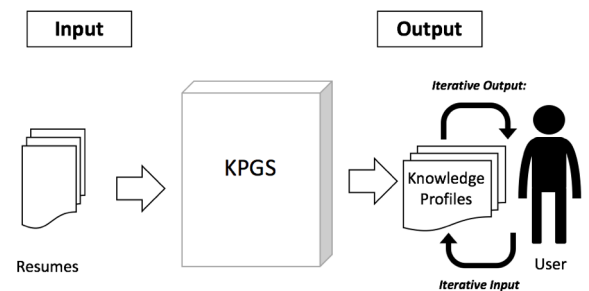 Input
Output
Iterative Output:
KPGS
Knowledge
Profiles
Resumes
User
Iterative Input